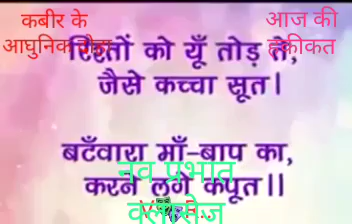 कबीर के
आधुनिक दोहा
आज की
हकीकत
रिश्तों को यूँ तोड़ ते,
जैसे कच्चा सूत।
बटँवारा माँ-बाप का,
करने लगे कपूत।।
नव प्रभात